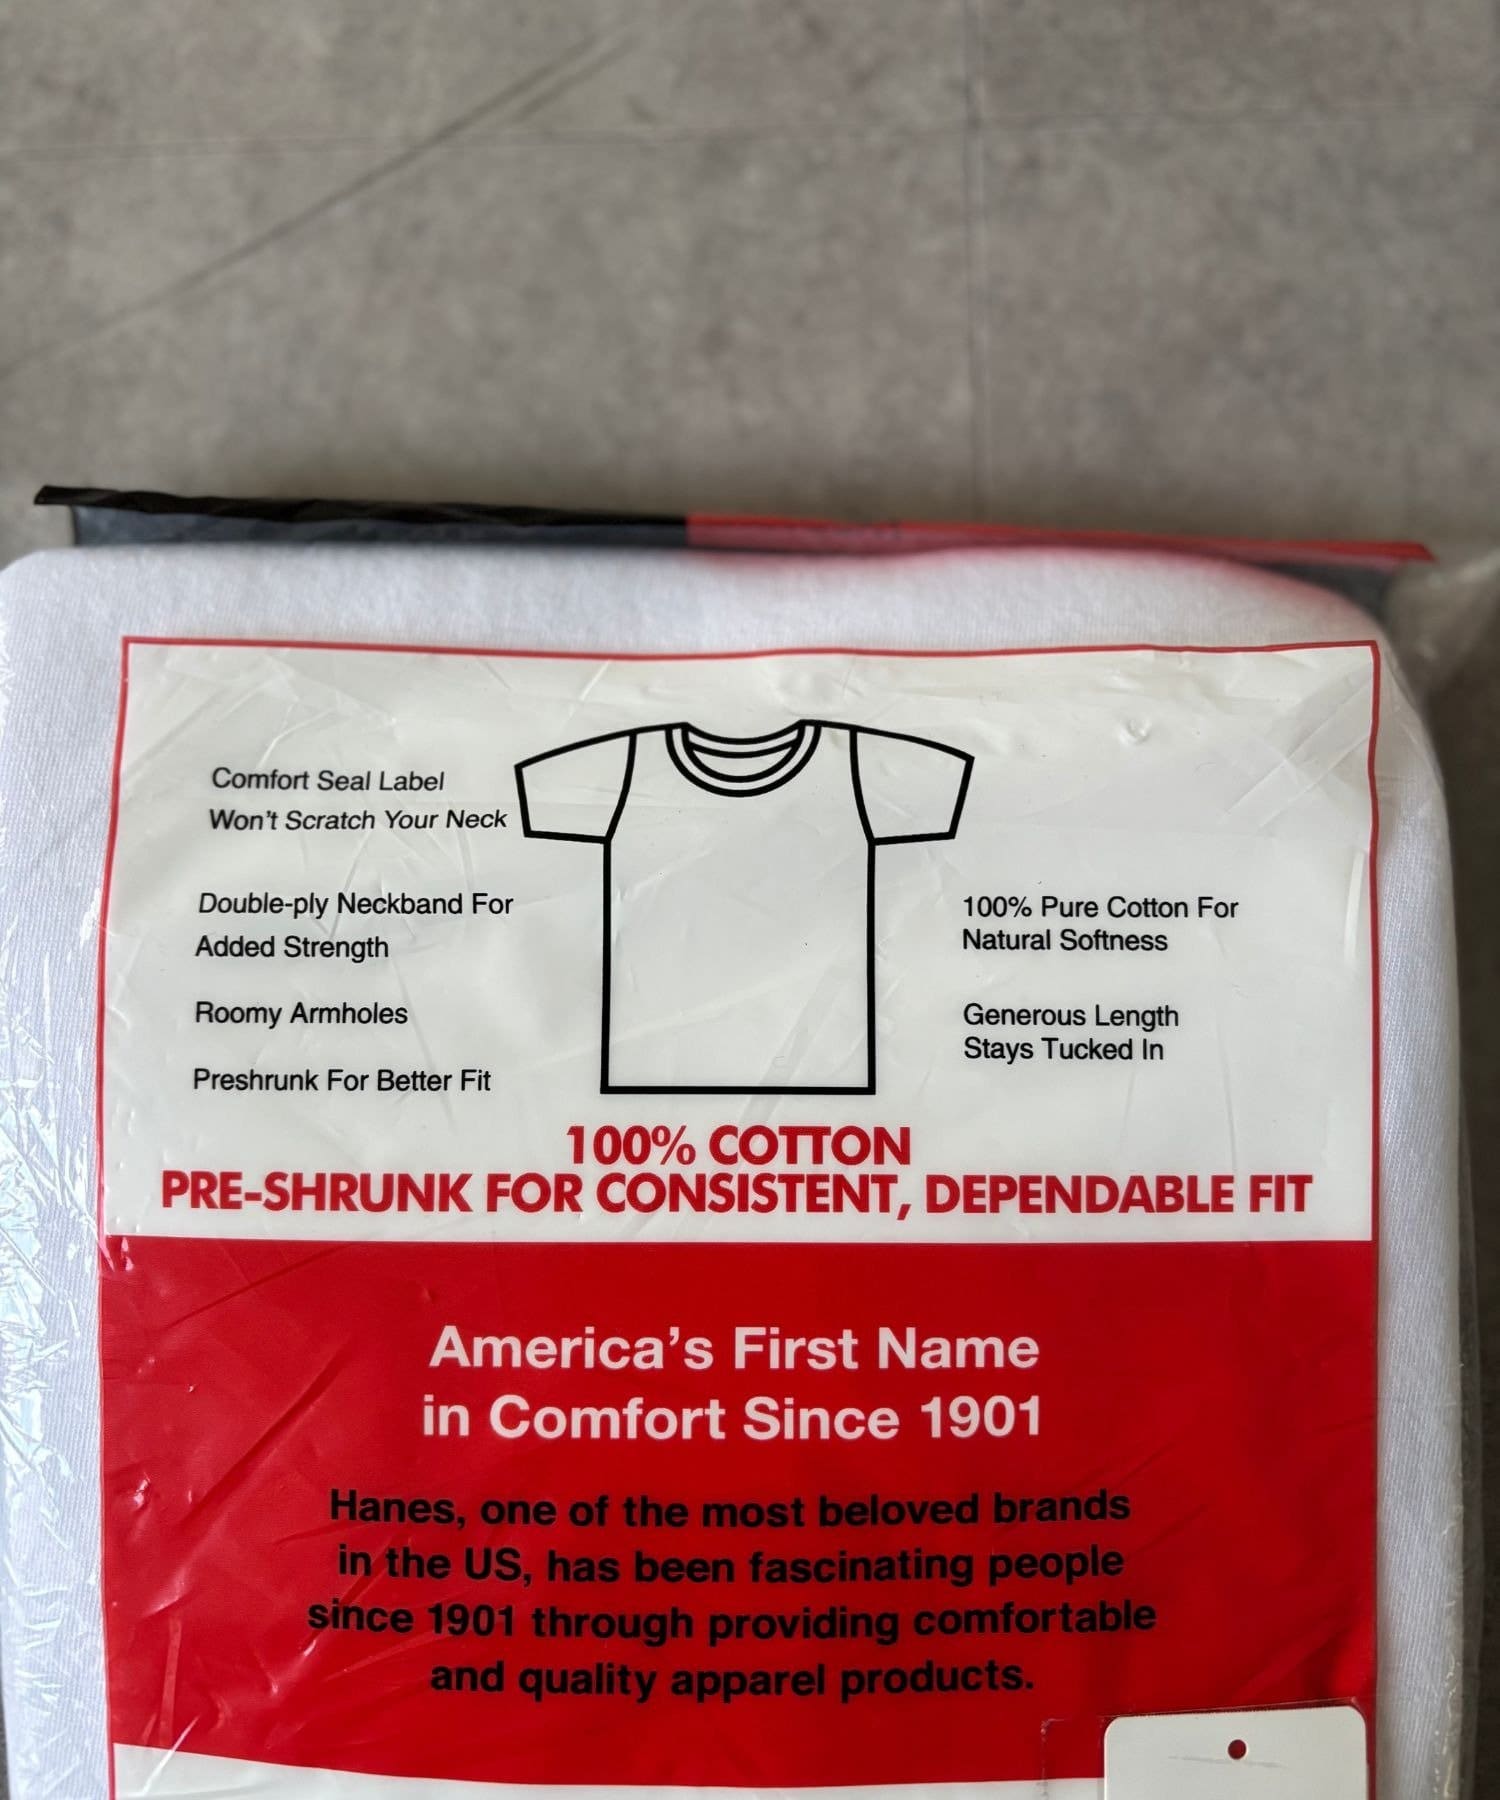 Comfort Seal Label
Won't Scratch Your Neck
Double-ply Neckband For
Added Strength
Roomy Armholes
Preshrunk For Better Fit
100% Pure Cotton For
Natural Softness
Generous Length
Stays Tucked In
100% COTTON
PRE-SHRUNK FOR CONSISTENT, DEPENDABLE FIT
America's First Name
in Comfort Since 1901
Hanes, one of the most beloved brands
in the US, has been fascinating people
since 1901 through providing comfortable
and quality apparel products.